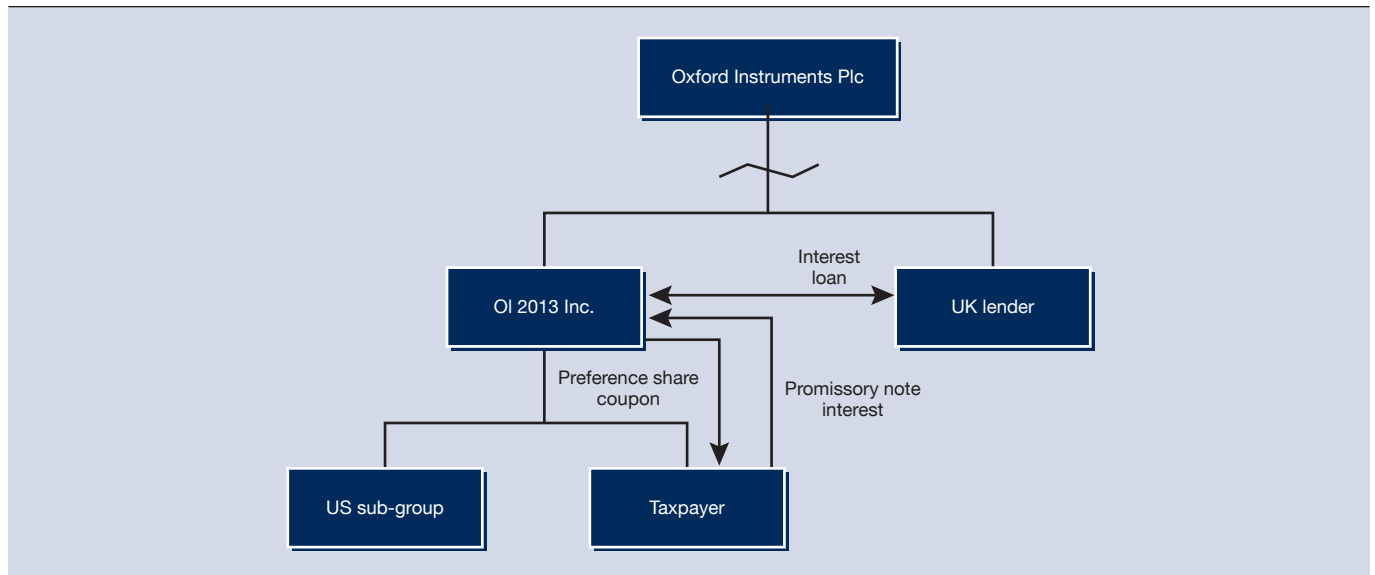 Oxford Instruments Plc
Interest
loan
OI 2013 Inc.
UK lender
Preference share
coupon
Promissory note
interest
US sub-group
Taxpayer